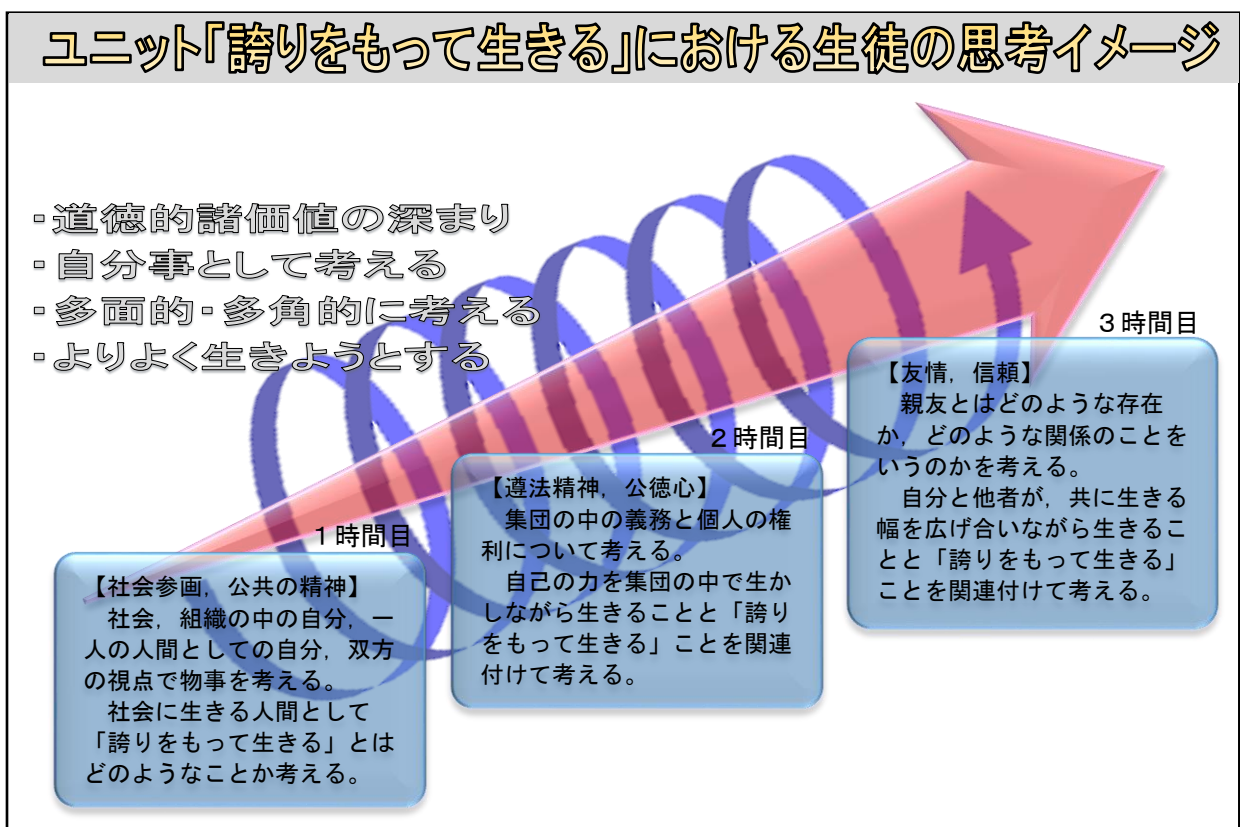 ユニット「誇りをもって生きる」における生徒の思考イメージ
・道徳的諸価値の深まり
・自分事として考える
・多面的・多角的に考える
・よりよく生きようとする
1時間目
【社会参画，公共の精神】
　社会，組織の中の自分，一
人の人間としての自分，双方
の視点で物事を考える。
　社会に生きる人間として
「誇りをもって生きる」とは
どのようなことか考える。
2時間目
【遵法精神，公徳心】
　集団の中の義務と個人の権
利について考える。
　自己の力を集団の中で生か
しながら生きることと「誇り
をもって生きる」ことを関連
付けて考える。
3時間目
【友情，信頼】
　親友とはどのような存在
か，どのような関係のことを
いうのかを考える。
　自分と他者が，共に生きる
幅を広げ合いながら生きるこ
とと「誇りをもって生きる」
ことを関連付けて考える。